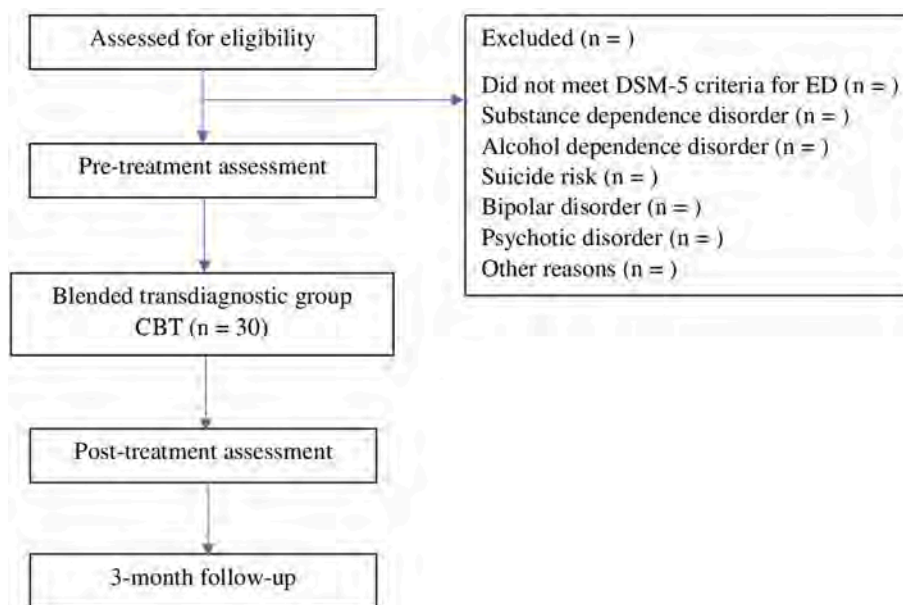 Assessed for eligibility
Excluded (n = )
Did not meet DSM-5 criteria for ED (n = )
Substance dependence disorder (n = )
Alcohol dependence disorder (n = )
Suicide risk (n = )
Bipolar disorder (n = )
Psychotic disorder (n = )
Other reasons (n = )
Pre-treatment assessment
Blended transdiagnostic group
CBT (n = 30)
Post-treatment assessment
3-month follow-up